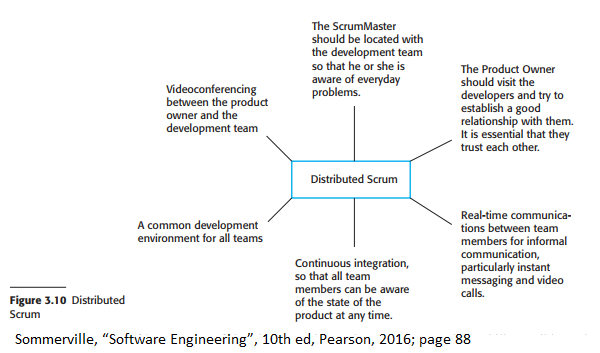 The ScrumMaster
should be located with
the development team
so that he or she is
aware of everyday
problems.
The Product Owner
should visit the
developers and try to
establish a good
relationship with them.
It is essential that they
trust each other.
Videoconferencing
between the product
owner and the
development team
Distributed Scrum
A common development
environment for all teams
Real-time communica-
tions between team
members for informal
communication,
particularly instant
messaging and video
calls.
Continuous integration,
so that all team
members can be aware
of the state of the
product at any time.
Figure 3.10 Distributed
Scrum
Sommerville, “Software Engineering”, 10th ed, Pearson, 2016; page 88